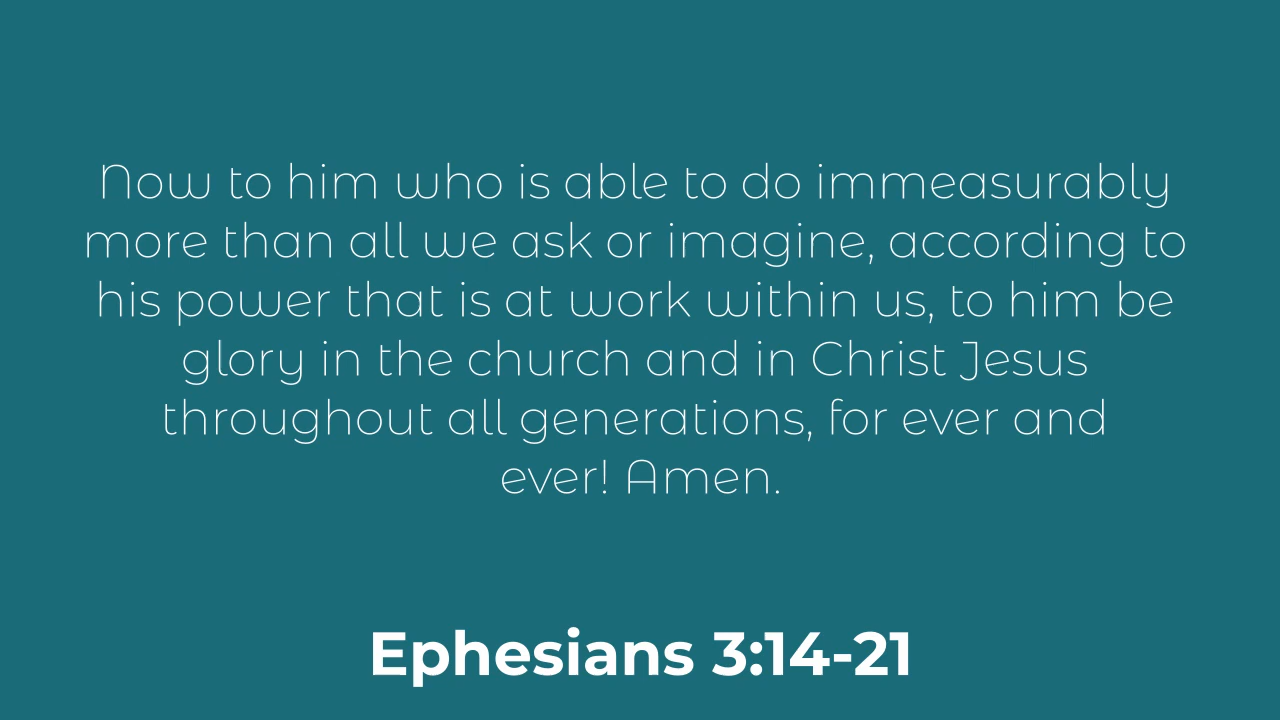 Now to him who is able to do immeasurably
more than all we ask or imagine, according to
his power that is at work within us, to him be
glory in the church and in Christ Jesus
throughout all generations, for ever and
ever! Amen.
Ephesians 3:14-21